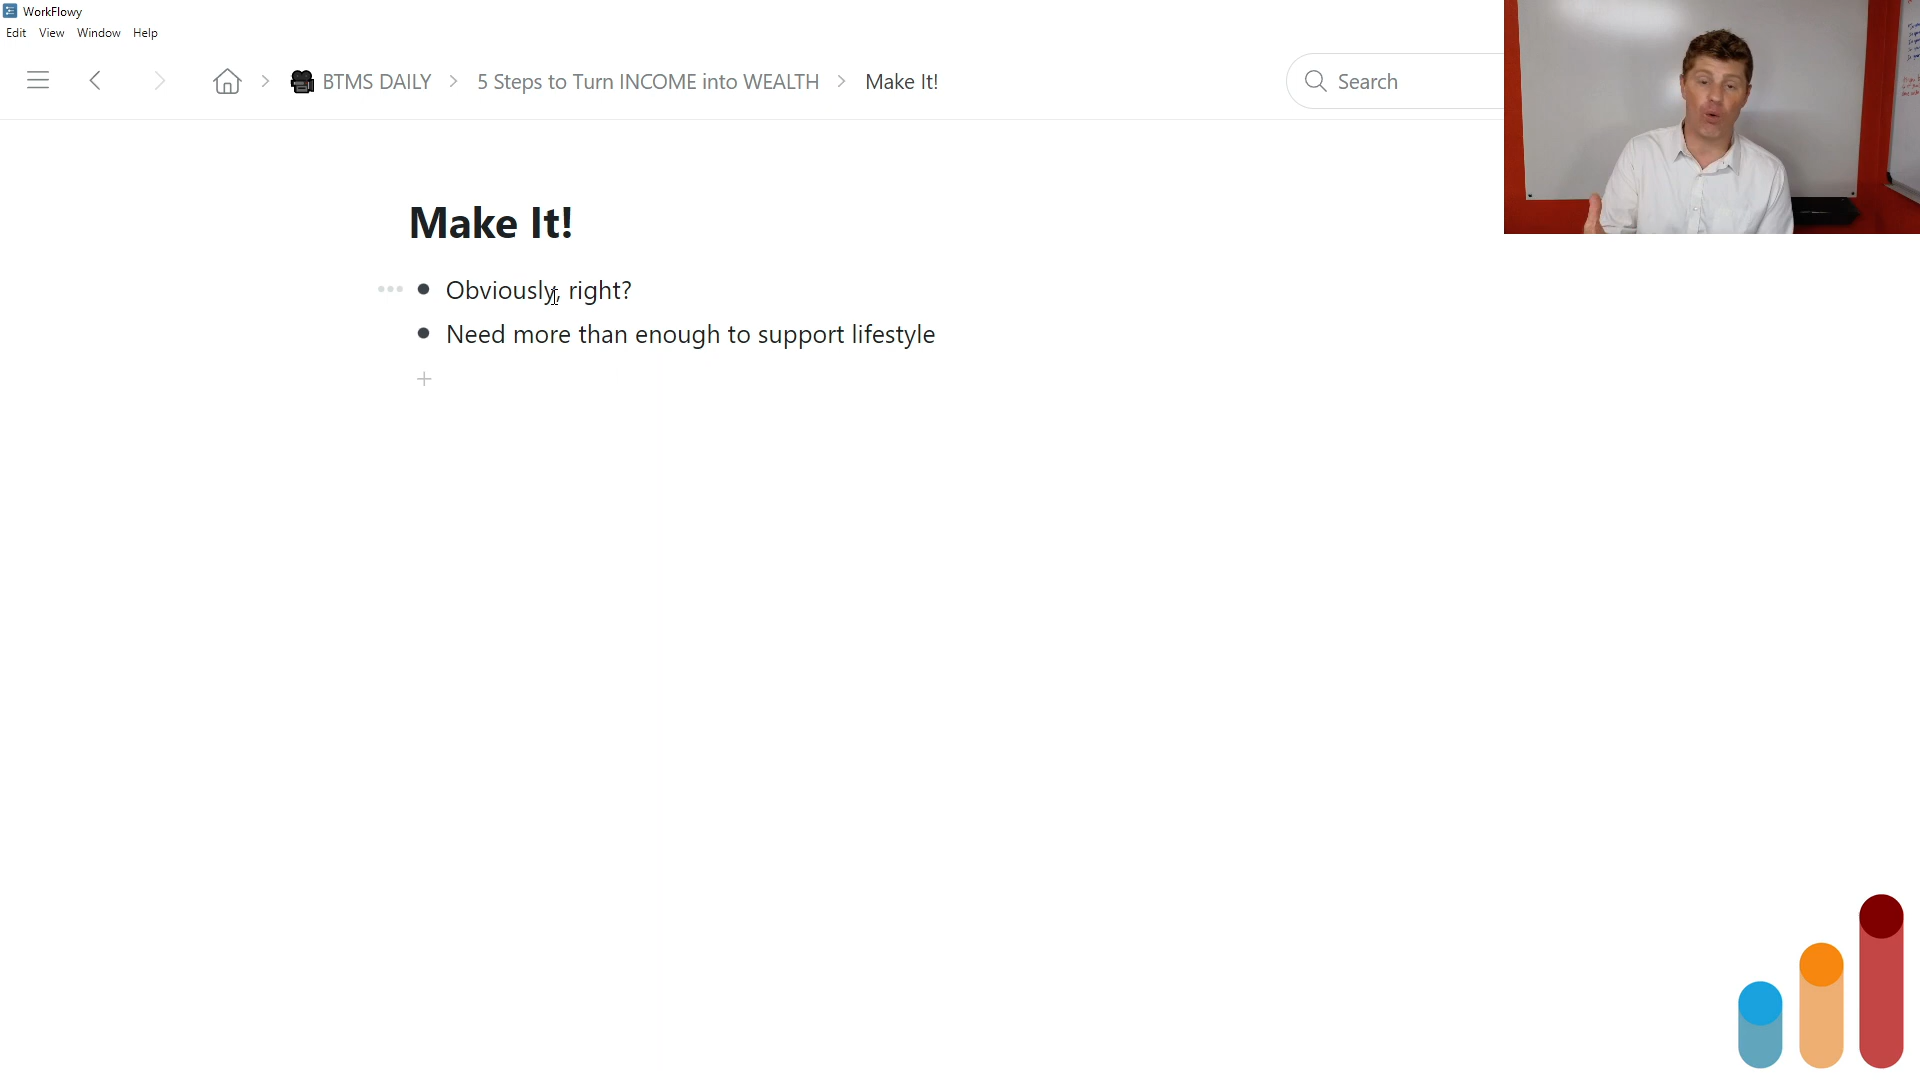 WorkFlowy
Edit View Window Help
BTMS DAILY > 5 Steps to Turn INCOME into WEALTH > Make It!
Search
Make It!
Obviously, right?
Need more than enough to support lifestyle